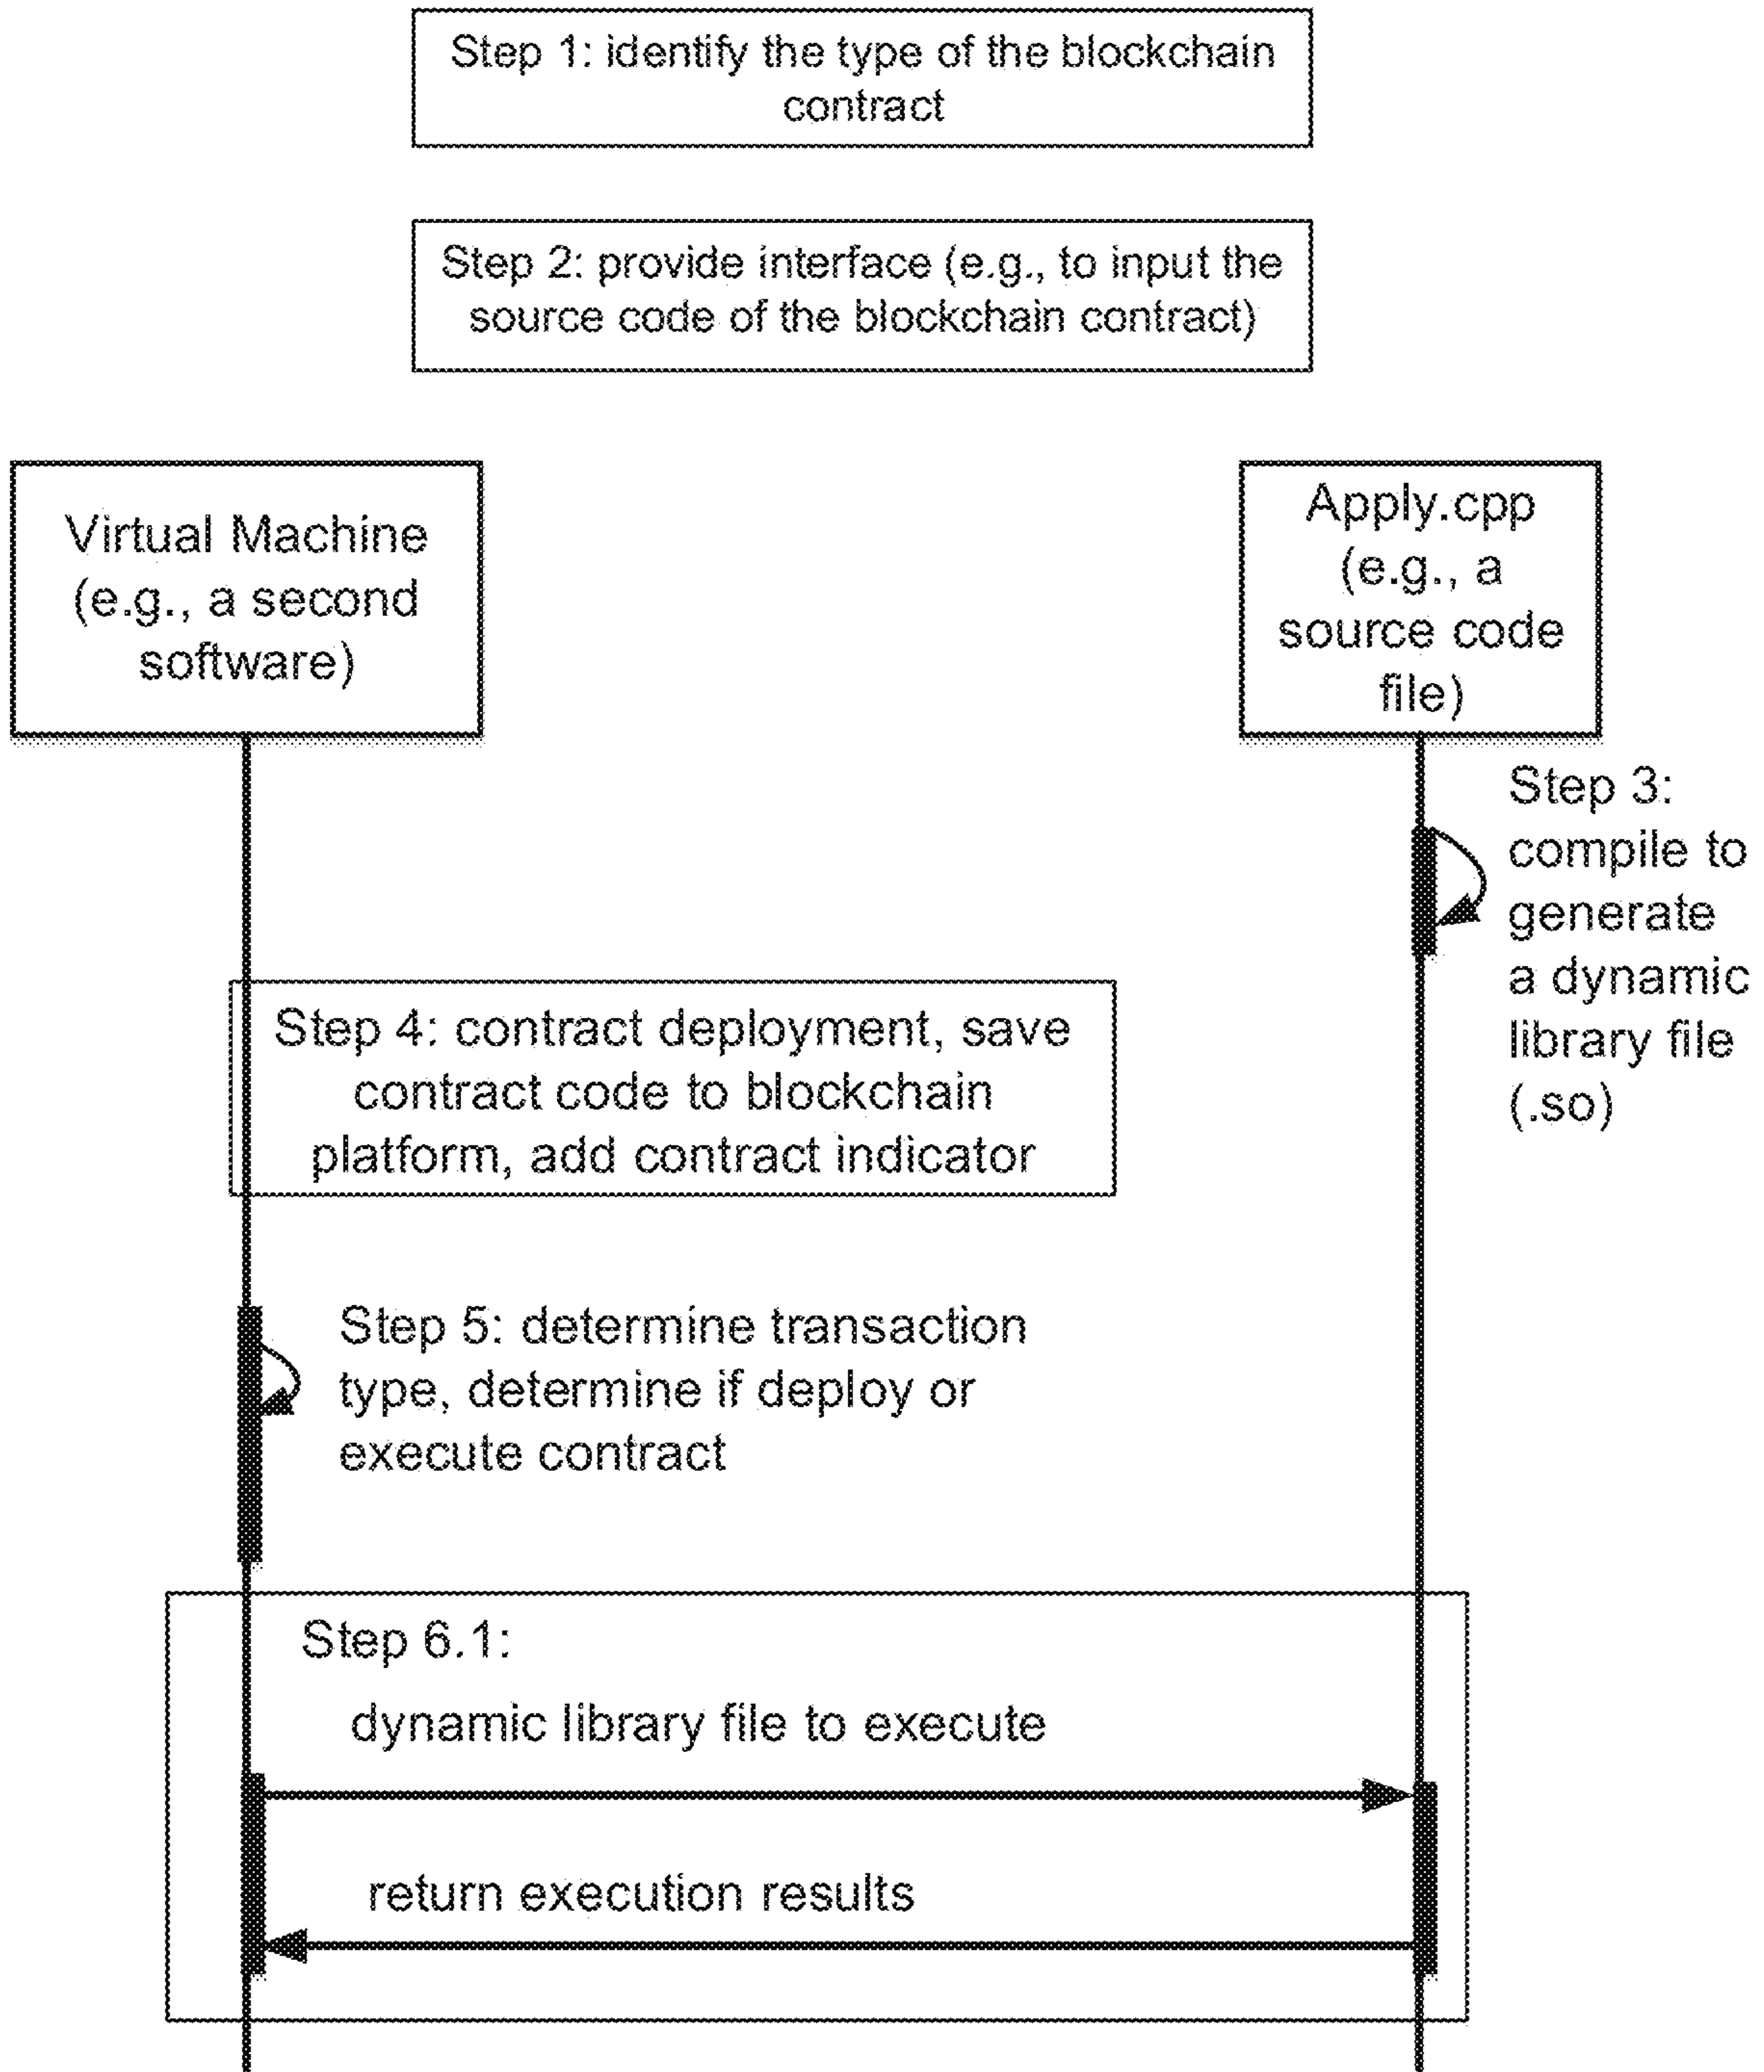 Step 1: identify the type of the blockchain
contract
Step 2: provide interface (e.g., to input the
source code of the blockchain contract)
Virtual Machine
(e.g., a second
software)
Apply.cpp
(e.g., a
source code
file)
Step 3:
compile to
generate
a dynamic
library file
(.so)
Step 4: contract deployment, save
contract code to blockchain
platform, add contract indicator
Step 5: determine transaction
type, determine if deploy or
execute contract
Step 6.1:
dynamic library file to execute
return execution results